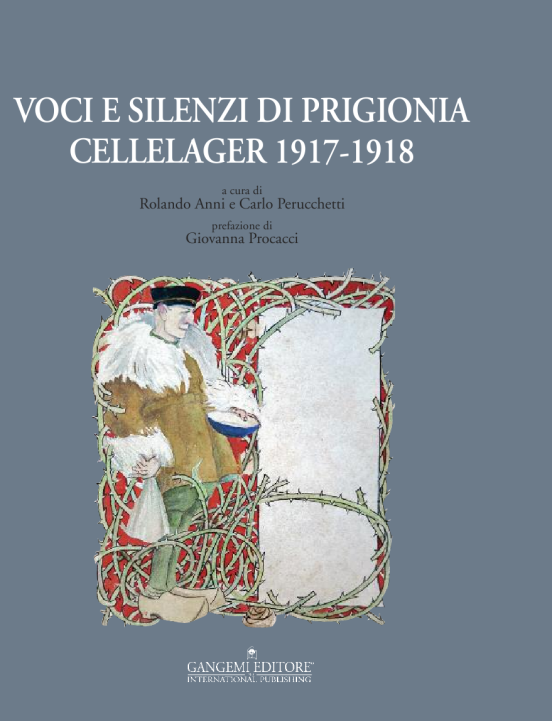 VOCI E SILENZI DI PRIGIONIA
CELLELAGER 1917-1918
a cura di
Rolando Anni e Carlo Perucchetti
prefazione di
Giovanna Procacci
GANGEMI EDITORE™
INTERNATIONAL PUBLISHING